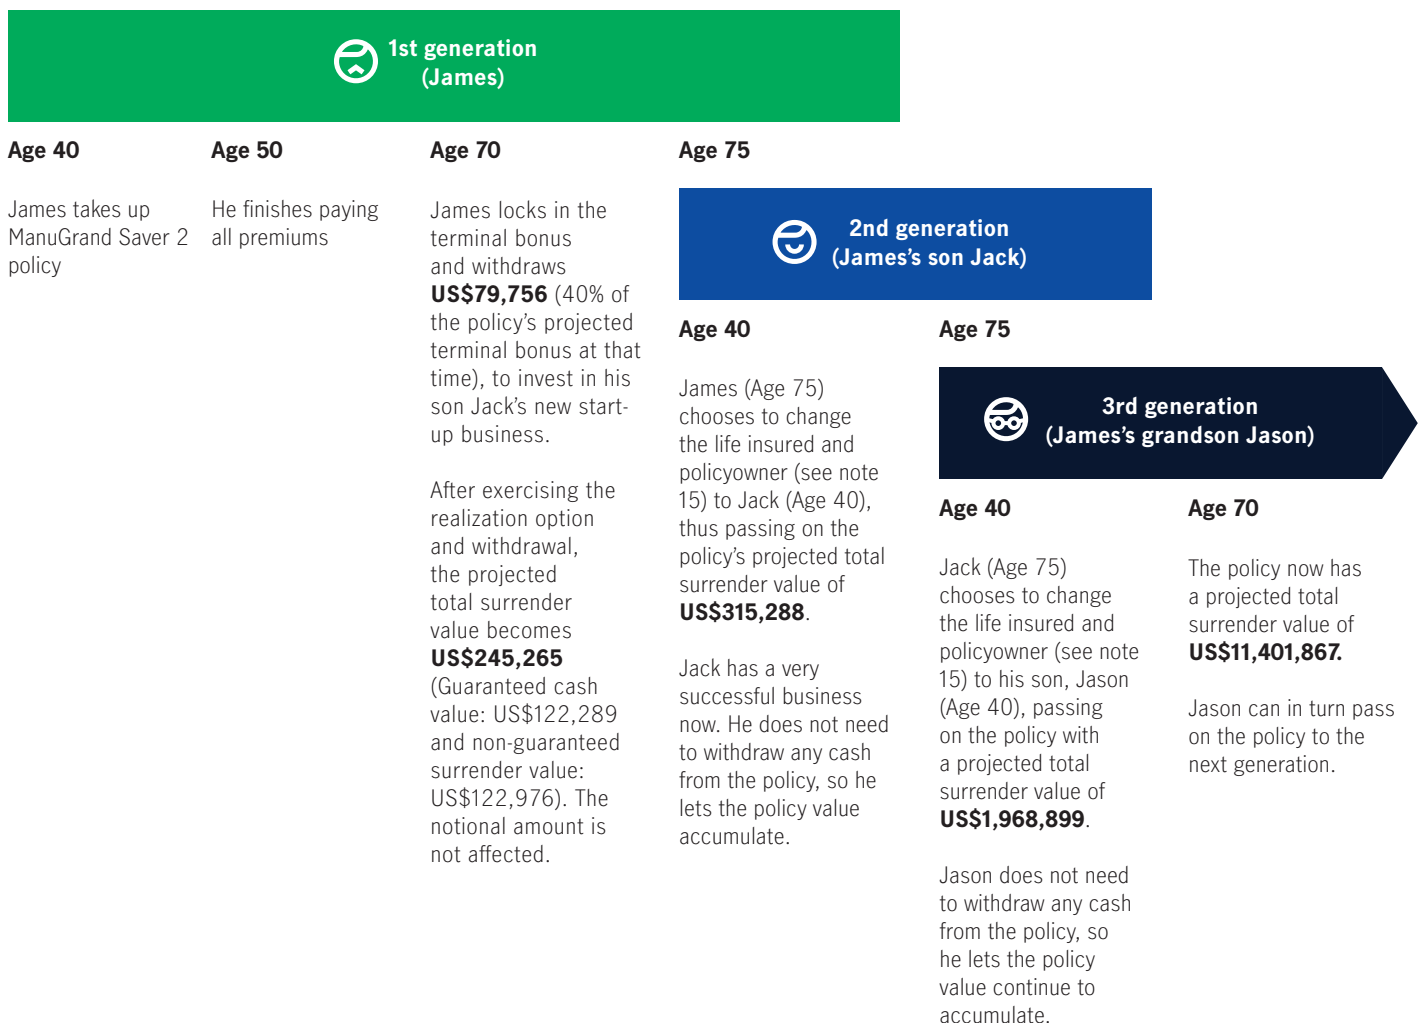 1st generation
(James)
Age 40
James takes up
ManuGrand Saver 2
policy
Age 50
He finishes paying
all premiums
Age 70
James locks in the
terminal bonus
and withdraws
US$79,756 (40% of
the policy’s projected
terminal bonus at that
time), to invest in his
son Jack’s new start-
up business.
After exercising the
realization option
and withdrawal,
the projected
total surrender
value becomes
US$245,265
(Guaranteed cash
value: US$122,289
and non-guaranteed
surrender value:
US$122,976). The
notional amount is
not affected.
Age 75
2nd generation
(James’s son Jack)
Age 40
James (Age 75)
chooses to change
the life insured and
policyowner (see note
15) to Jack (Age 40),
thus passing on the
policy’s projected total
surrender value of
US$315,288.
Jack has a very
successful business
now. He does not need
to withdraw any cash
from the policy, so he
lets the policy value
accumulate.
Age 75
3rd generation
(James’s grandson Jason)
Age 40
Jack (Age 75)
chooses to change
the life insured and
policyowner (see note
15) to his son, Jason
(Age 40), passing
on the policy with
a projected total
surrender value of
US$1,968,899.
Jason does not need
to withdraw any cash
from the policy, so
he lets the policy
value continue to
accumulate.
Age 70
The policy now has
a projected total
surrender value of
US$11,401,867.
Jason can in turn pass
on the policy to the
next generation.